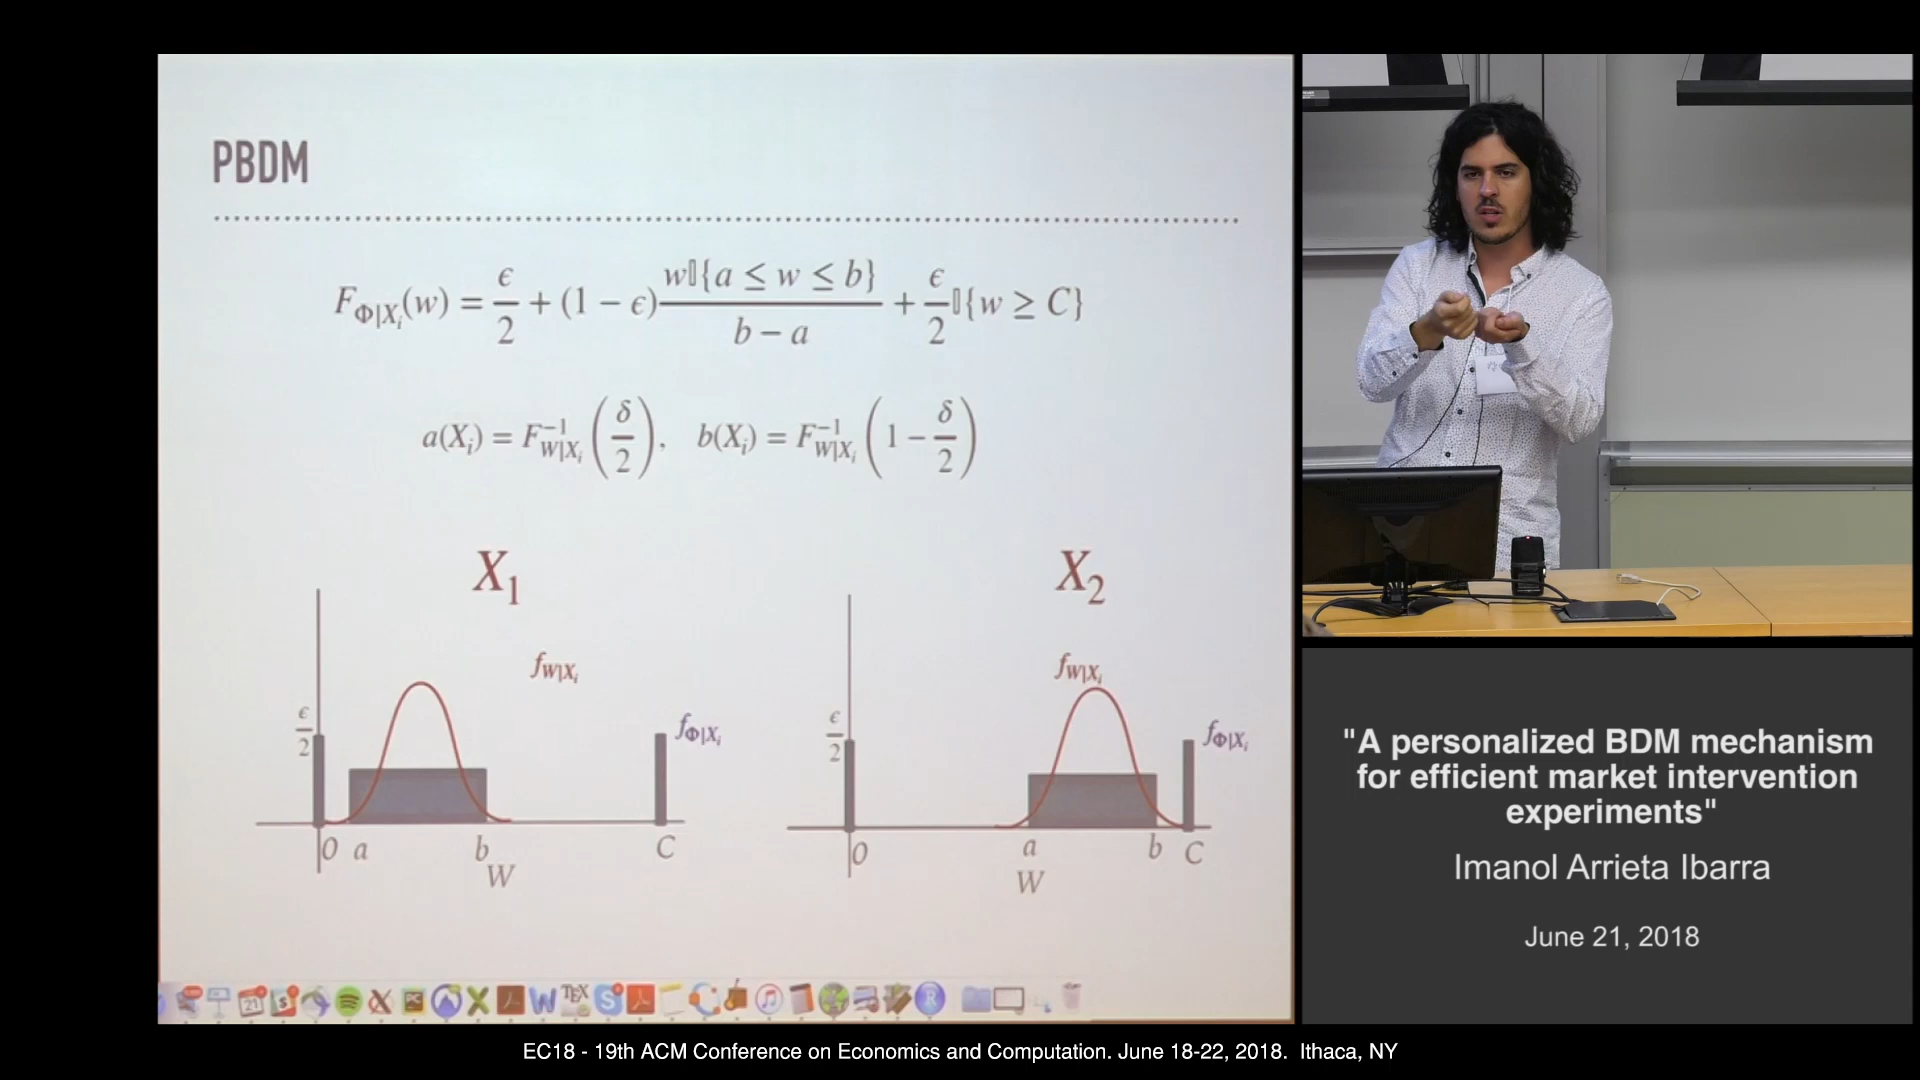 PBDM
F_{Φ|X_i}(w) = ϵ/2 + (1 − ϵ) w▯{a ≤ w ≤ b} / (b − a) + ϵ/2 ▯{w ≥ C}
a(X_i) = F^{-1}_{W|X_i} (δ/2), b(X_i) = F^{-1}_{W|X_i} (1 − δ/2)
X_1
X_2
f_{W|X_i}
f_{W|X_i}
ϵ/2
f_{Φ|X_i}
ϵ/2
f_{Φ|X_i}
0 a b C
W
0 a b C
W
21
TEX
"A personalized BDM mechanism
for efficient market intervention
experiments"
Imanol Arrieta Ibarra
June 21, 2018
EC18 - 19th ACM Conference on Economics and Computation. June 18-22, 2018. Ithaca, NY